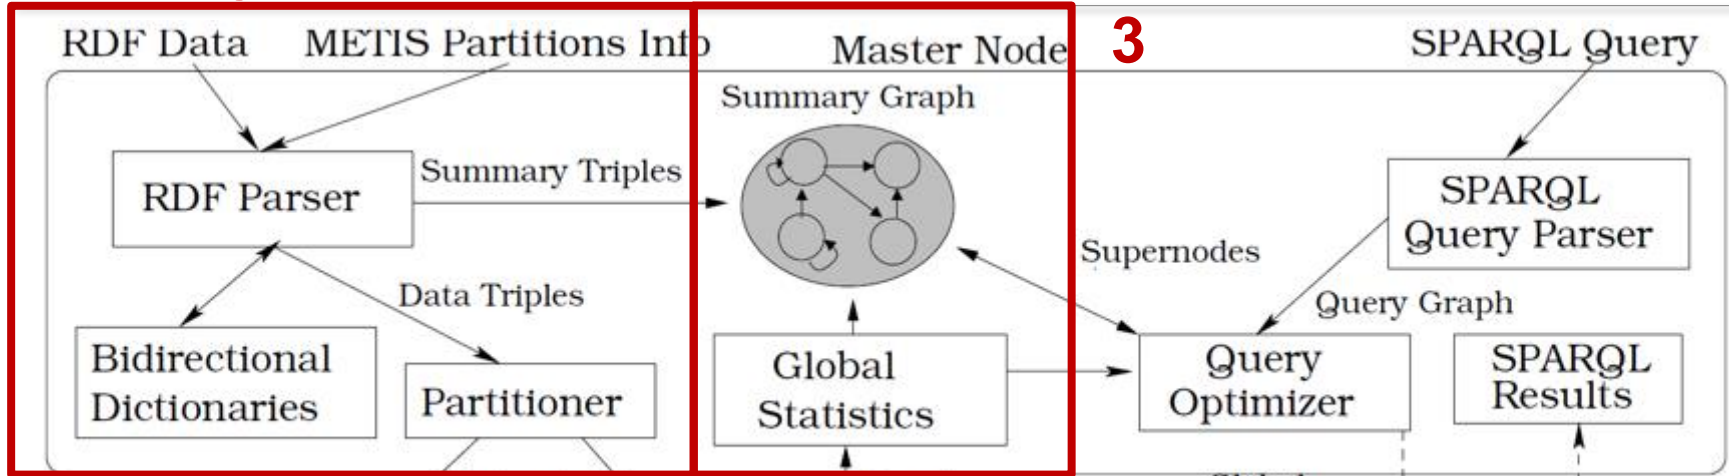 RDF Data
METIS Partitions Info
Master Node
3
SPARQL Query
Summary Graph
Summary Triples
RDF Parser
SPARQL
Query Parser
Supernodes
Data Triples
Query Graph
Bidirectional
Dictionaries
Partitioner
Global
Statistics
Query
Optimizer
SPARQL
Results